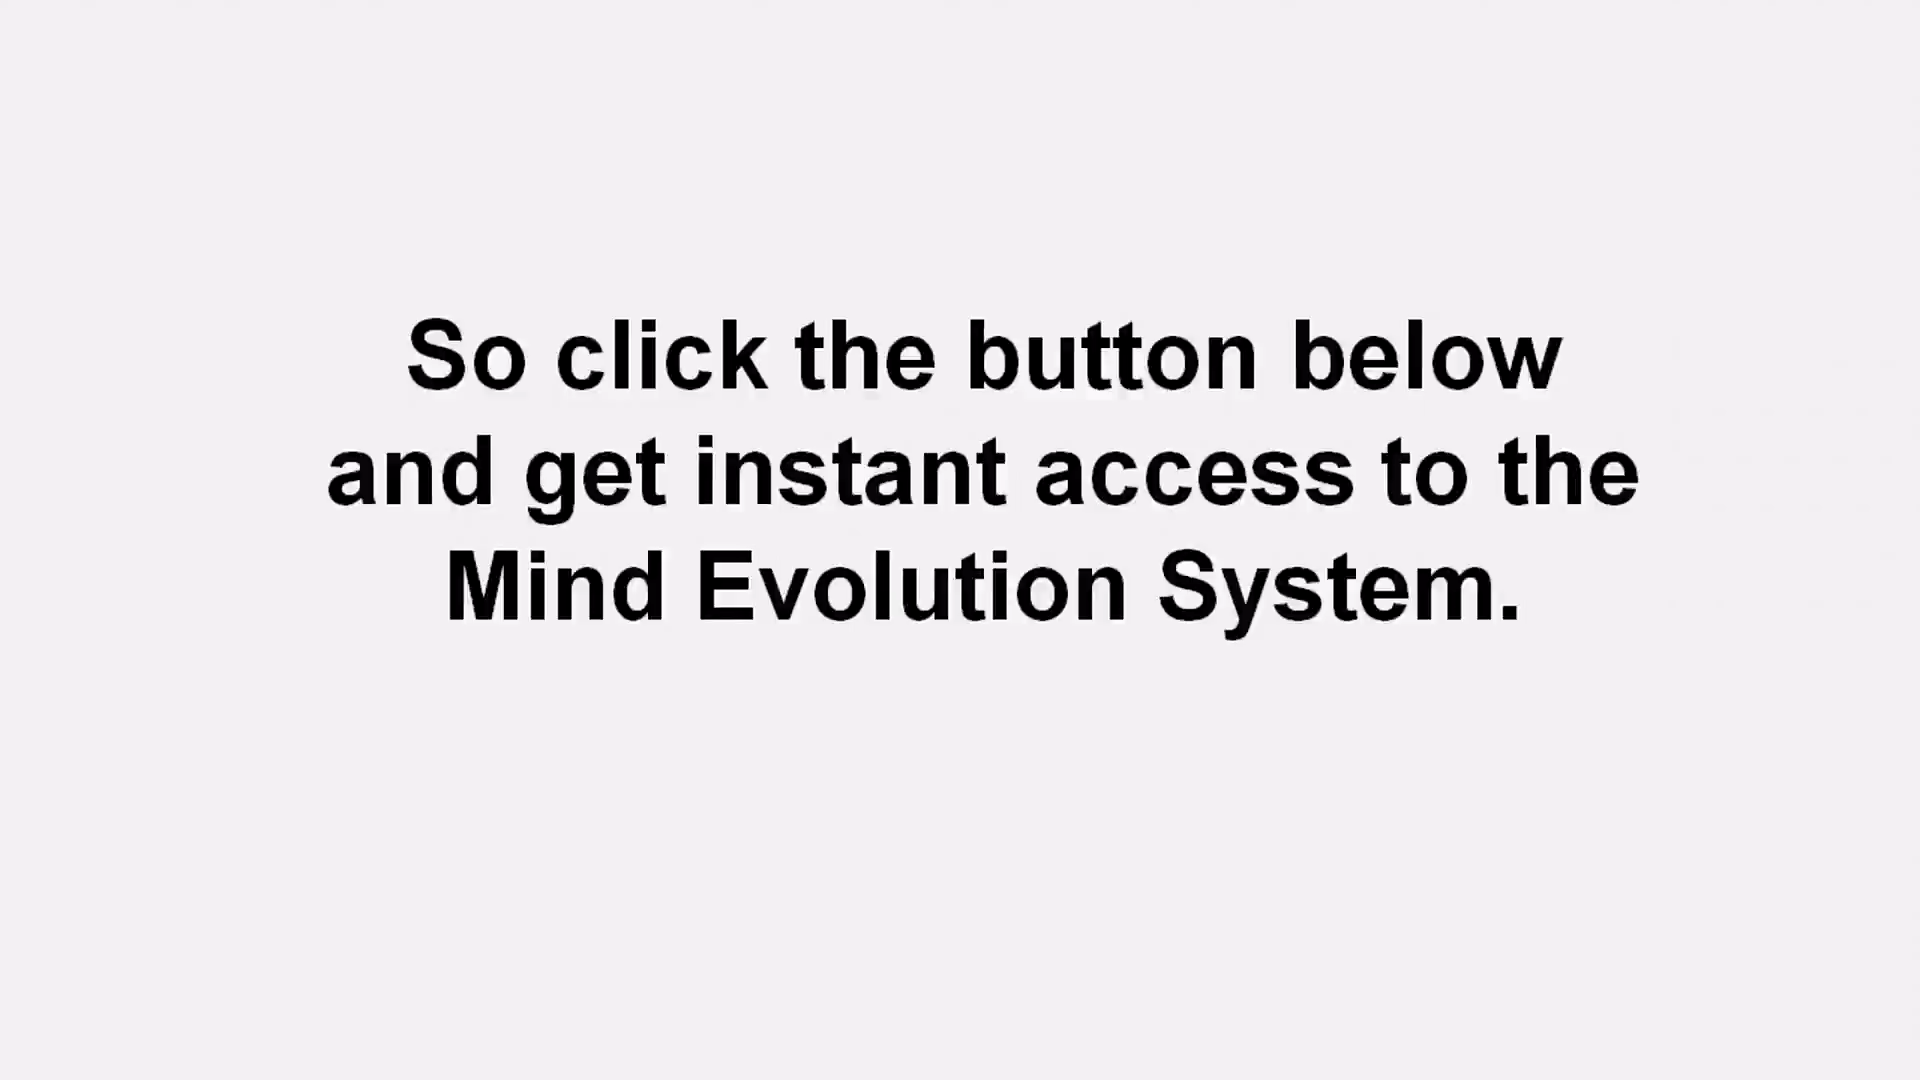 So click the button below
and get instant access to the
Mind Evolution System.